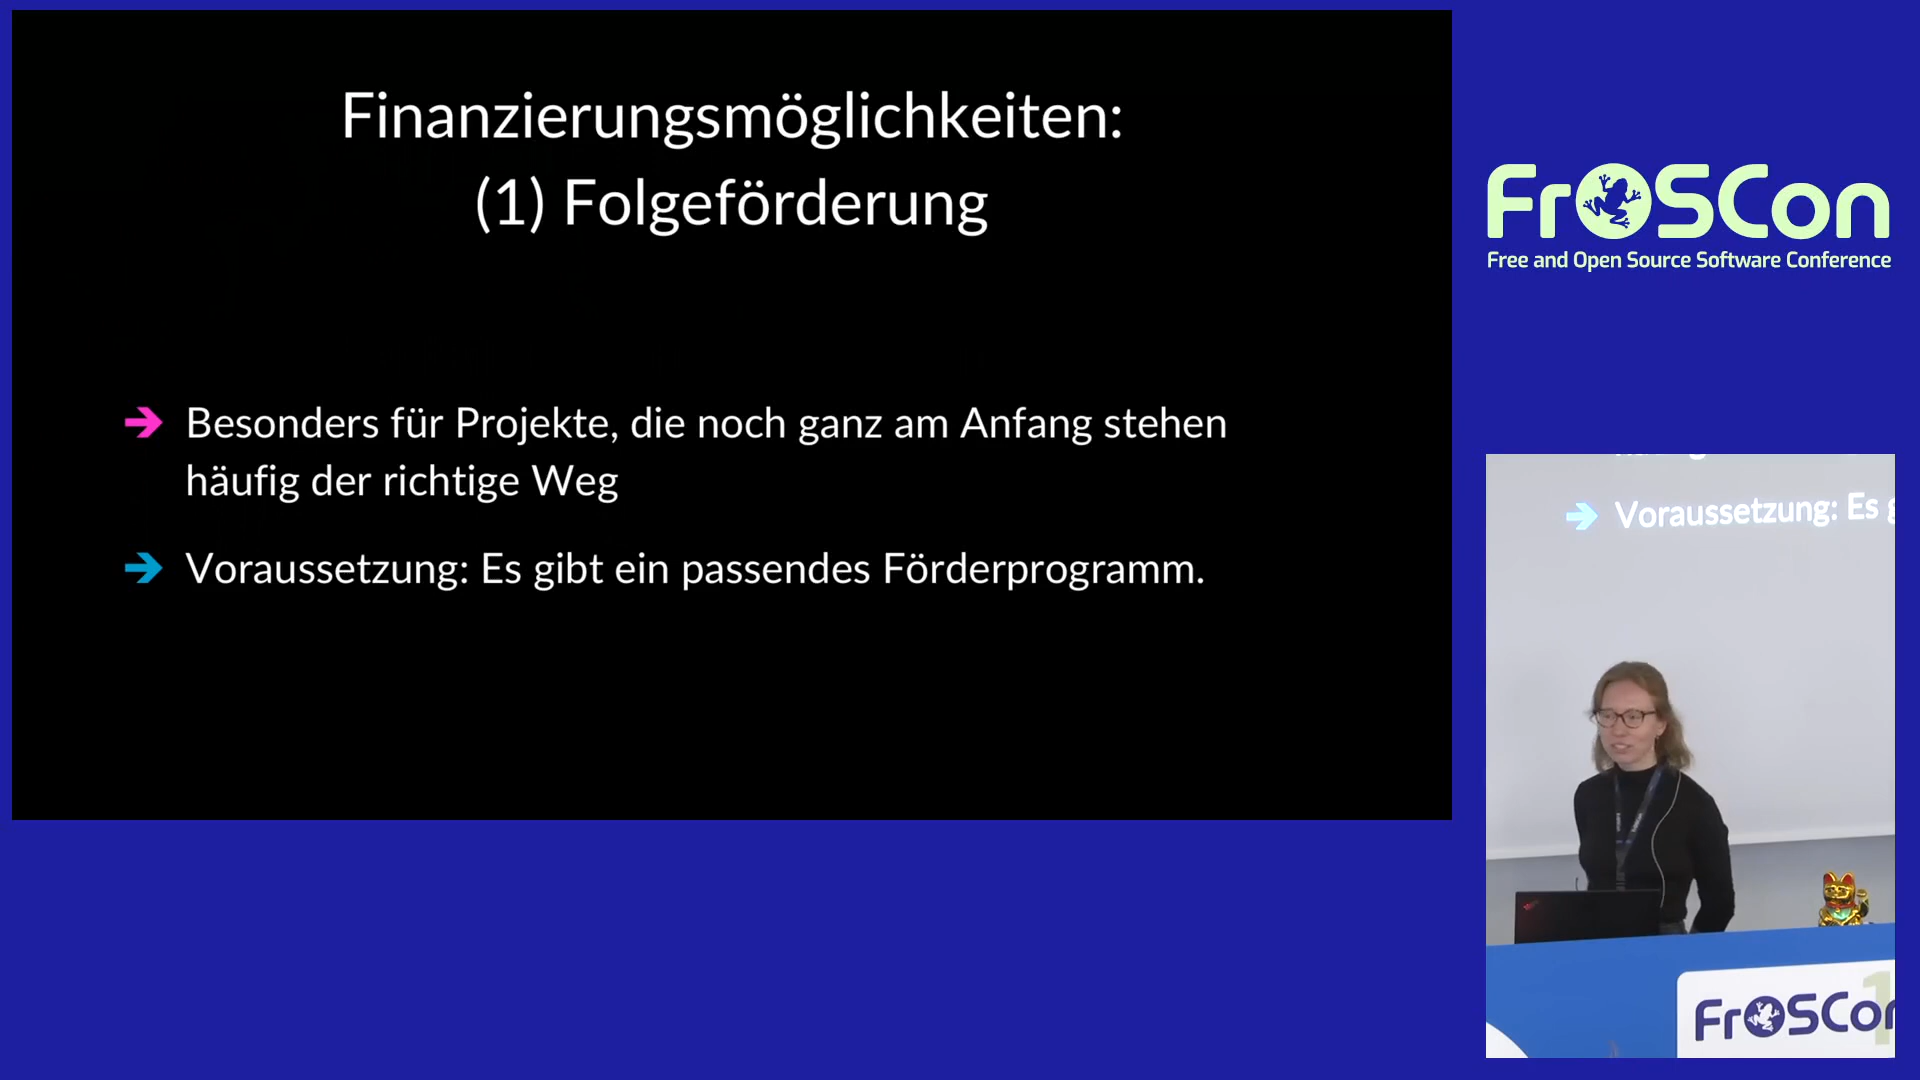 Finanzierungsmöglichkeiten:
(1) Folgeförderung
➔ Besonders für Projekte, die noch ganz am Anfang stehen
häufig der richtige Weg
➔ Voraussetzung: Es gibt ein passendes Förderprogramm.
FrOSCon
Free and Open Source Software Conference
➔ Voraussetzung: Es g
FrOSCon